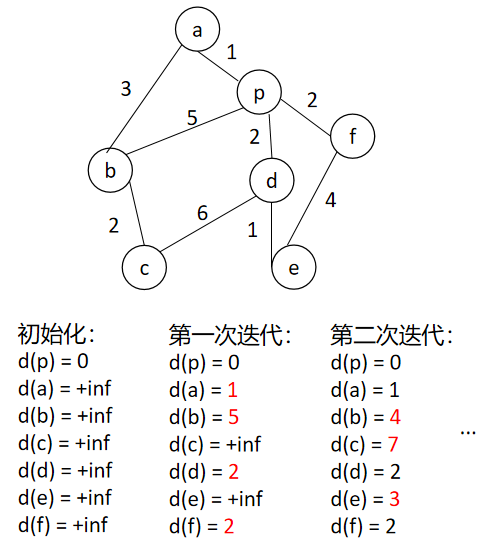 a
1
3
p
2
5
f
2
b
d
4
6
2
1
c
e
初始化：
d(p) = 0
d(a) = +inf
d(b) = +inf
d(c) = +inf
d(d) = +inf
d(e) = +inf
d(f) = +inf
第一次迭代：
d(p) = 0
d(a) = 1
d(b) = 5
d(c) = +inf
d(d) = 2
d(e) = +inf
d(f) = 2
第二次迭代：
d(p) = 0
d(a) = 1
d(b) = 4
d(c) = 7
d(d) = 2
d(e) = 3
d(f) = 2
...